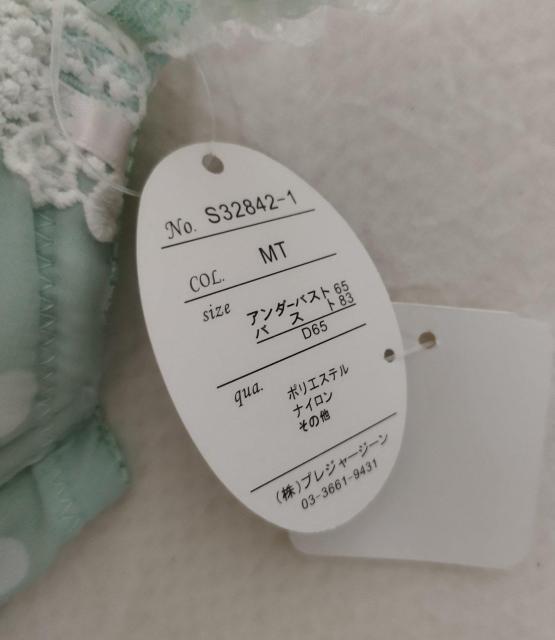 No. S32842-1
COL. MT
size アンダーバスト 65
バスト 83
D65
qua. ポリエステル
ナイロン
その他
(株)プレジャージーン
03-3661-9431